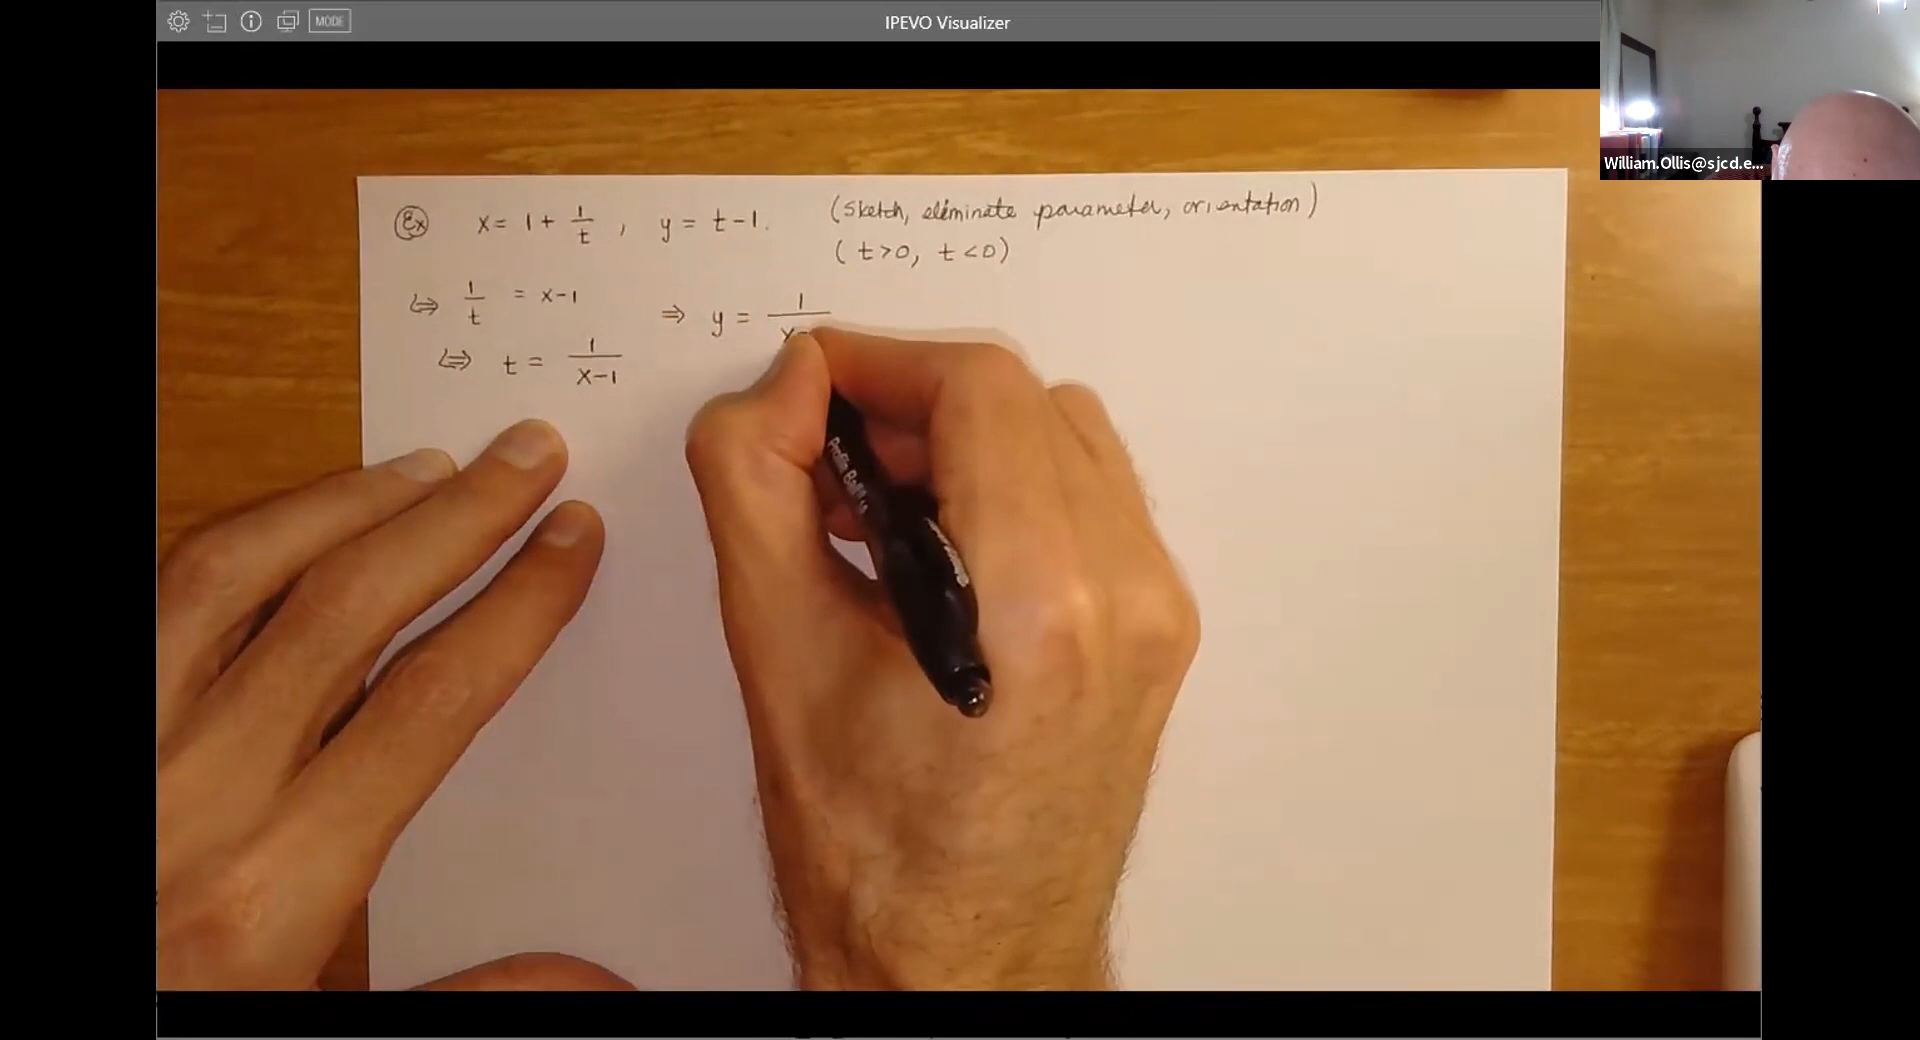 MODE
IPEVO Visualizer
William.Ollis@sjcd.e...
Ex x = 1 + 1/t , y = t-1. (sketch, eliminate parameter, orientation)
( t>0, t<0 )
⇔ 1/t = x-1 ⇒ y = 1/x-
⇔ t = 1/x-1